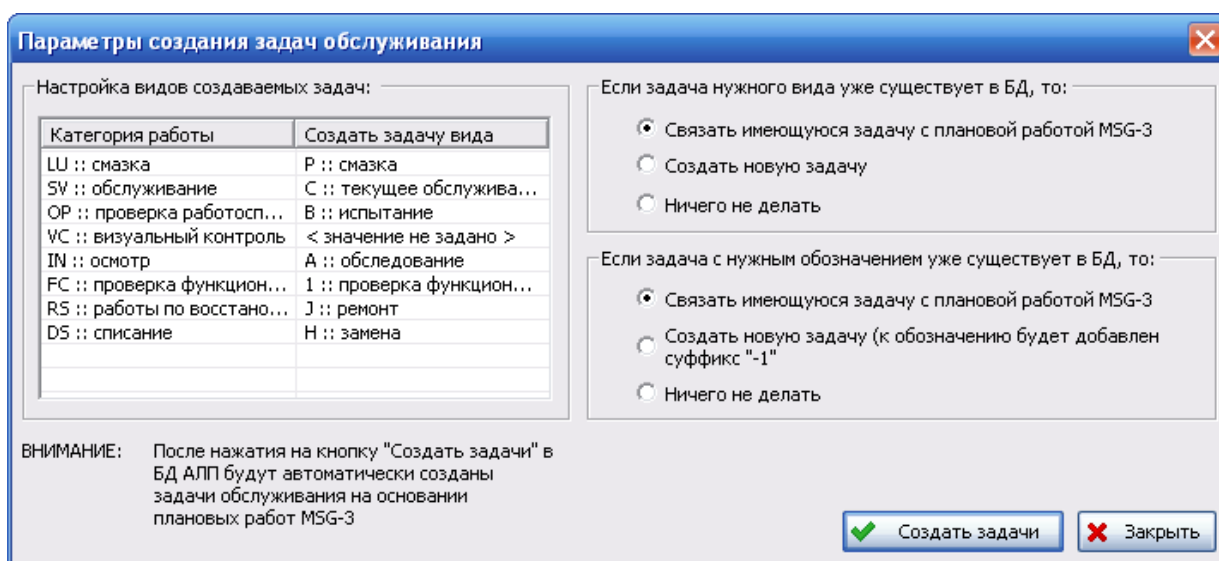 Параметры создания задач обслуживания
Настройка видов создаваемых задач:
Категория работы Создать задачу вида
LU :: смазка P :: смазка
SV :: обслуживание C :: текущее обслужива...
OP :: проверка работосп... B :: испытание
VC :: визуальный контроль < значение не задано >
IN :: осмотр A :: обследование
FC :: проверка функцион... 1 :: проверка функцион...
RS :: работы по восстано... J :: ремонт
DS :: списание H :: замена
Если задача нужного вида уже существует в БД, то:
Связать имеющуюся задачу с плановой работой MSG-3
Создать новую задачу
Ничего не делать
Если задача с нужным обозначением уже существует в БД, то:
Связать имеющуюся задачу с плановой работой MSG-3
Создать новую задачу (к обозначению будет добавлен
суффикс "-1"
Ничего не делать
ВНИМАНИЕ: После нажатия на кнопку "Создать задачи" в
БД АЛП будут автоматически созданы
задачи обслуживания на основании
плановых работ MSG-3
Создать задачи Закрыть